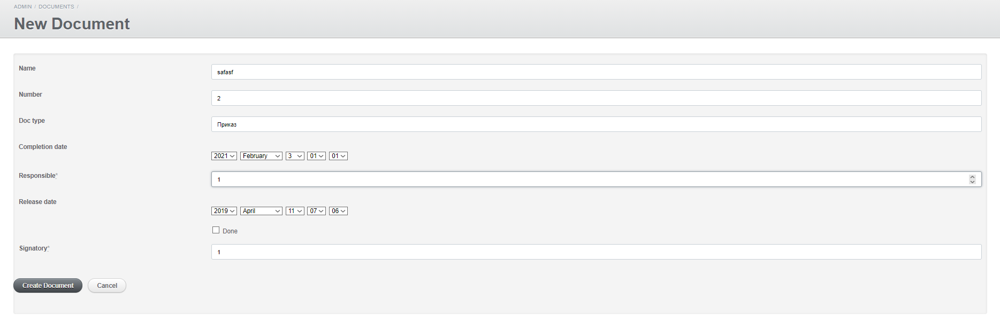 ADMIN / DOCUMENTS /
New Document
Name
safasf
Number
2
Doc type
Приказ
Completion date
2021 February 3 01 01
Responsible*
1
Release date
2019 April 11 07 06
Done
Signatory*
1
Create Document Cancel